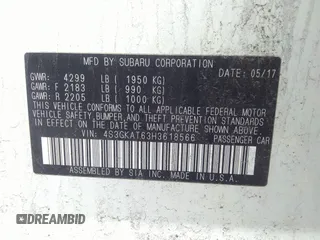 MFD BY SUBARU CORPORATION
GVWR: 4299 LB ( 1950 KG) DATE: 05/17
GAWR: F 2183 LB ( 990 KG)
GAWR: R 2205 LB ( 1000 KG)
THIS VEHICLE CONFORMS TO ALL APPLICABLE FEDERAL MOTOR
VEHICLE SAFETY, BUMPER, AND THEFT PREVENTION STANDARDS
IN EFFECT ON THE DATE OF MANUFACTURE SHOWN ABOVE.
VIN: 4S3GKAT63H3618566 PASSENGER CAR
ASSEMBLED BY SIA INC. MADE IN U.S.A.
AUTOBIDMASTER
DREAMBID